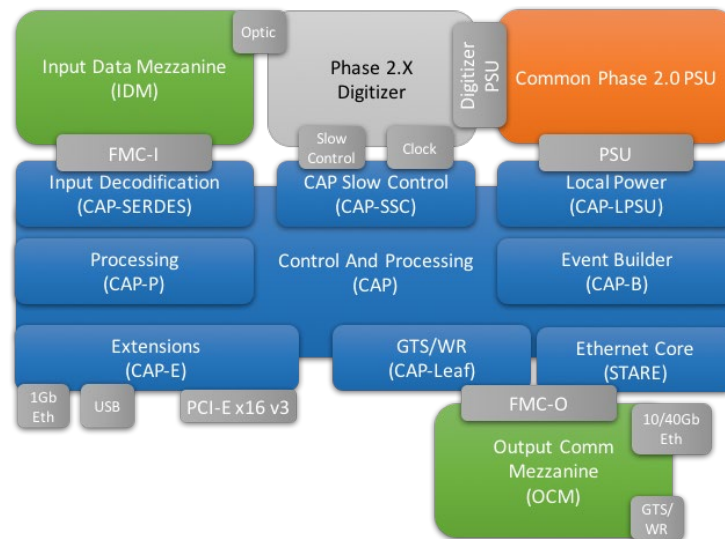 Optic
Input Data Mezzanine
(IDM)
Phase 2.X
Digitizer
Digitizer
PSU
Common Phase 2.0 PSU
Slow
Control
Clock
FMC-I
PSU
Input Decodification
(CAP-SERDES)
CAP Slow Control
(CAP-SSC)
Local Power
(CAP-LPSU)
Processing
(CAP-P)
Control And Processing
(CAP)
Event Builder
(CAP-B)
Extensions
(CAP-E)
GTS/WR
(CAP-Leaf)
Ethernet Core
(STARE)
1Gb
Eth
USB
PCI-E x16 v3
FMC-O
10/40Gb
Eth
Output Comm
Mezzanine
(OCM)
GTS/
WR